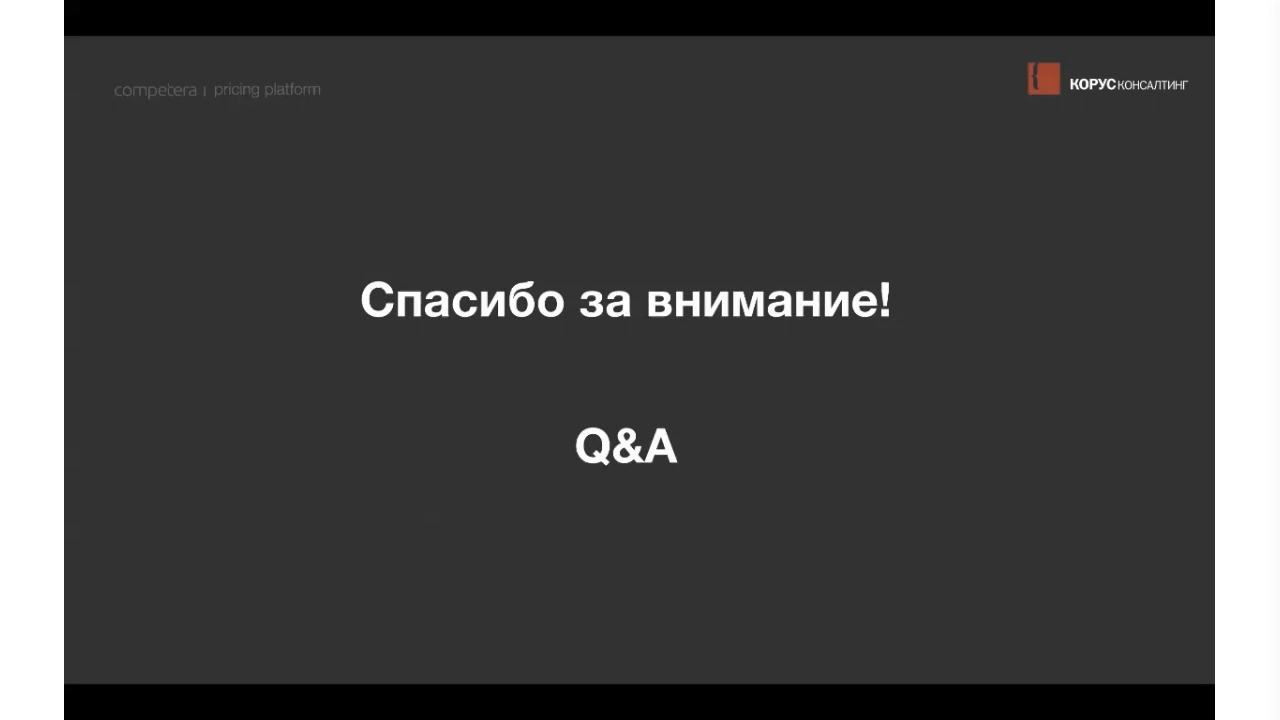 competera | pricing platform
КОРУС КОНСАЛТИНГ
Спасибо за внимание!
Q&A